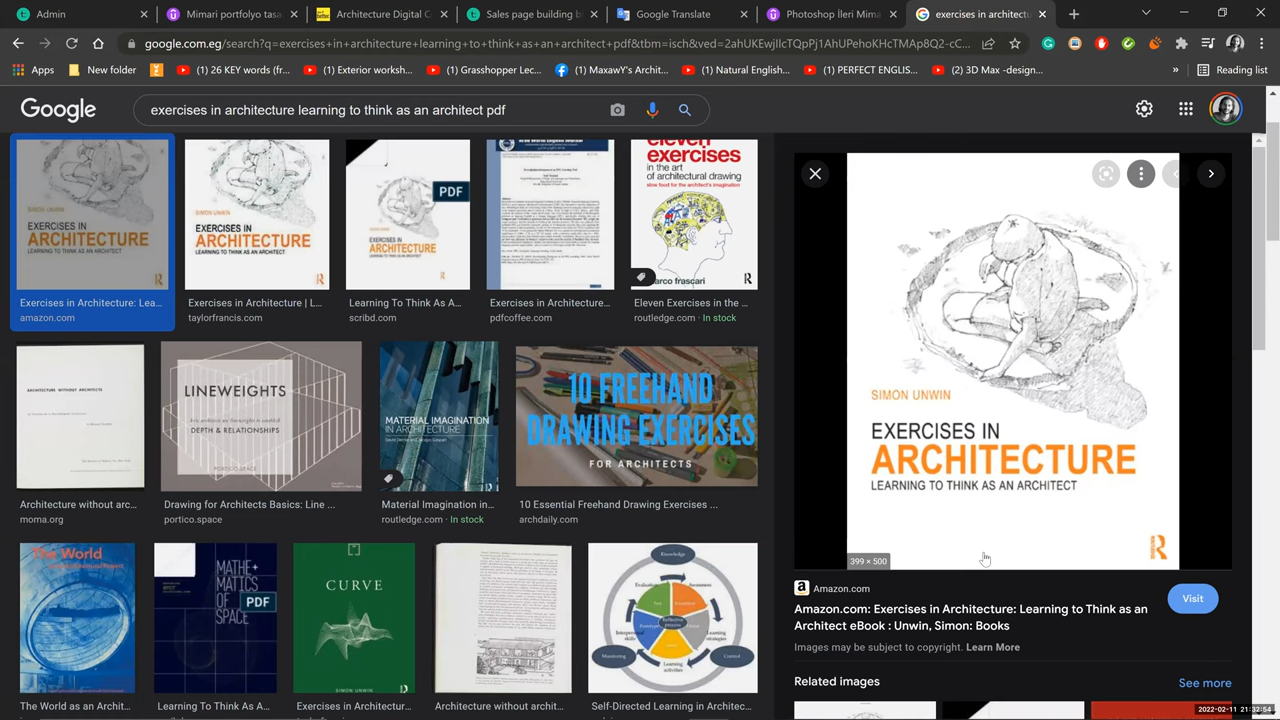 Admin
Mimari portfolyo tasa
Architecture Digital C
Sales page building b
Google Translate
Photoshop İleri Mima
exercises in architect
google.com.eg/search?q=exercises+in+architecture+learning+to+think+as+an+architect+pdf&tbm=isch&ved=2ahUKEwjIlcTQpPj1AhUPehoKHcTMAp8Q2-cC...
Apps
New folder
(1) 26 KEY-Stairs (fr...
(1) Exterior worksh...
(1) Grasshopper Lec...
(1) MaxawY's Archit...
(1) Natural English...
(1) PERFECT ENGLIS...
(2) 3D Max -design...
»
Reading list
Google
exercises in architecture learning to think as an architect pdf
SIMON UNWIN
EXERCISES IN
ARCHITECTURE
LEARNING TO THINK AS AN ARCHITECT
Exercises in Architecture: Lea...
amazon.com
SIMON UNWIN
EXERCISES IN
ARCHITECTURE
LEARNING TO THINK AS AN ARCHITECT
Exercises in Architecture | L...
taylorfrancis.com
PDF
EXERCISES IN
ARCHITECTURE
Learning To Think As A...
scribd.com
Exercises in Architecture...
pdfcoffee.com
eleven
exercises
in the art
of architectural drawing
slow food for the architect's imagination
marco frascari
Eleven Exercises in the ...
routledge.com · In stock
ARCHITECTURE WITHOUT ARCHITECTS
Architecture without arc...
moma.org
LINEWEIGHTS
DEPTH & RELATIONSHIPS
PORTICO.SPACE
Drawing for Architects Basics: Line ...
portico.space
MATERIAL IMAGINATION
Material Imagination in...
routledge.com · In stock
10 FREEHAND
DRAWING EXERCISES
FOR ARCHITECTS
10 Essential Freehand Drawing Exercises ...
archdaily.com
The World
The World as an Archit...
PDF
Learning To Think As A...
CURVE
SIMON UNWIN
Exercises in Architectur...
Architecture without archit...
Knowledge
Control
Learning
activities
Monitoring
Self-Directed Learning in Architec...
SIMON UNWIN
EXERCISES IN
ARCHITECTURE
LEARNING TO THINK AS AN ARCHITECT
R
a
Amazon.com: Exercises in Architecture: Learning to Think as an
Architect eBook : Unwin, Simon: Books
Visit
Images may be subject to copyright. Learn More
Related images
See more
2022-02-11 21:32:54